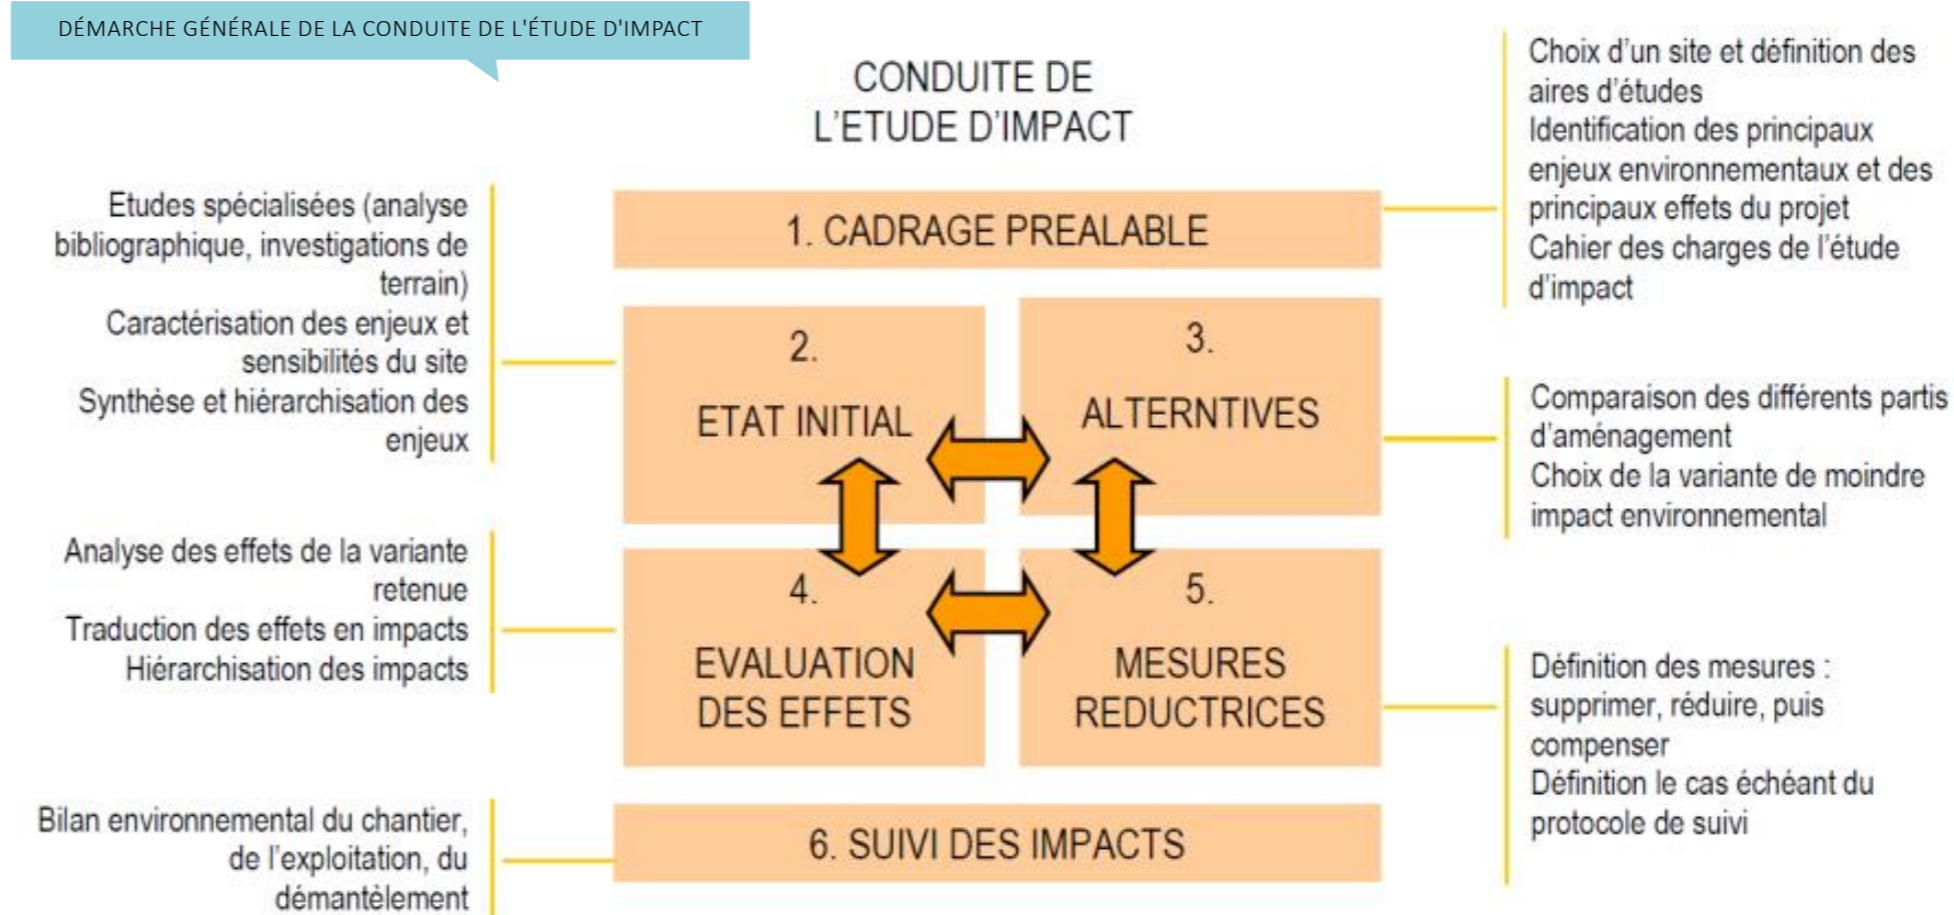 DÉMARCHE GÉNÉRALE DE LA CONDUITE DE L'ÉTUDE D'IMPACT
CONDUITE DE
L'ETUDE D'IMPACT
1. CADRAGE PREALABLE
Choix d'un site et définition des
aires d'études
Identification des principaux
enjeux environnementaux et des
principaux effets du projet
Cahier des charges de l'étude
d'impact
Etudes spécialisées (analyse
bibliographique, investigations de
terrain)
Caractérisation des enjeux et
sensibilités du site
Synthèse et hiérarchisation des
enjeux
2.
ETAT INITIAL
3.
ALTERNTIVES
Comparaison des différents partis
d'aménagement
Choix de la variante de moindre
impact environnemental
Analyse des effets de la variante
retenue
Traduction des effets en impacts
Hiérarchisation des impacts
4.
EVALUATION
DES EFFETS
5.
MESURES
REDUCTRICES
Définition des mesures :
supprimer, réduire, puis
compenser
Définition le cas échéant du
protocole de suivi
Bilan environnemental du chantier,
de l'exploitation, du
démantèlement
6. SUIVI DES IMPACTS